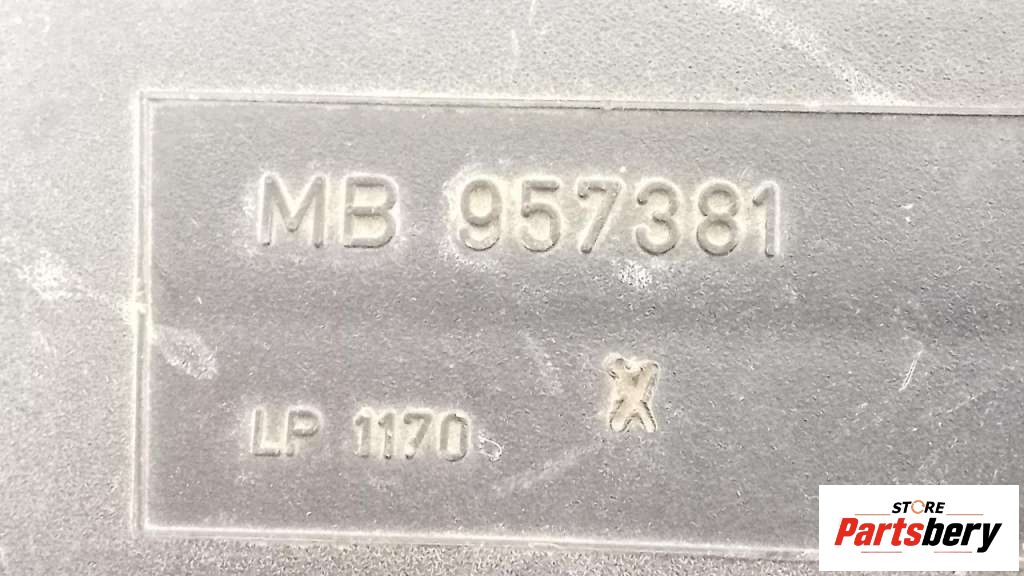 MB 957381
LP 1170
X
STORE
Partsbery